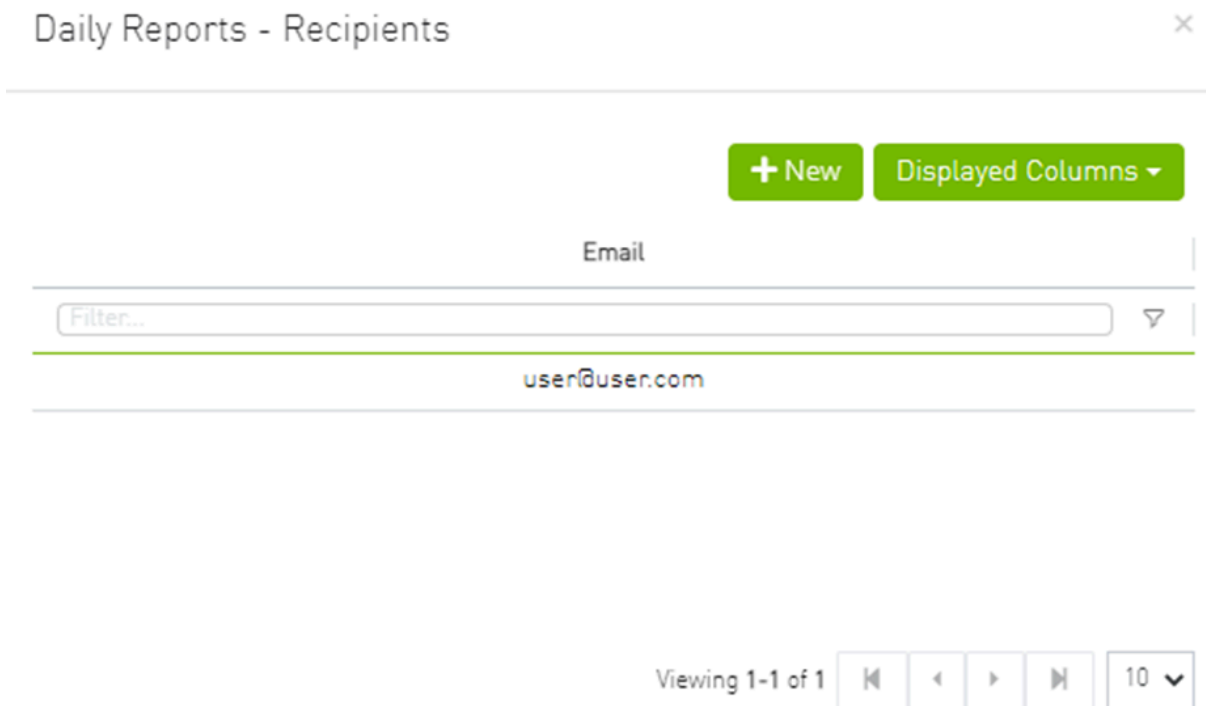 Daily Reports - Recipients ×
+ New Displayed Columns
Email
Filter...
user@user.com
Viewing 1-1 of 1 10